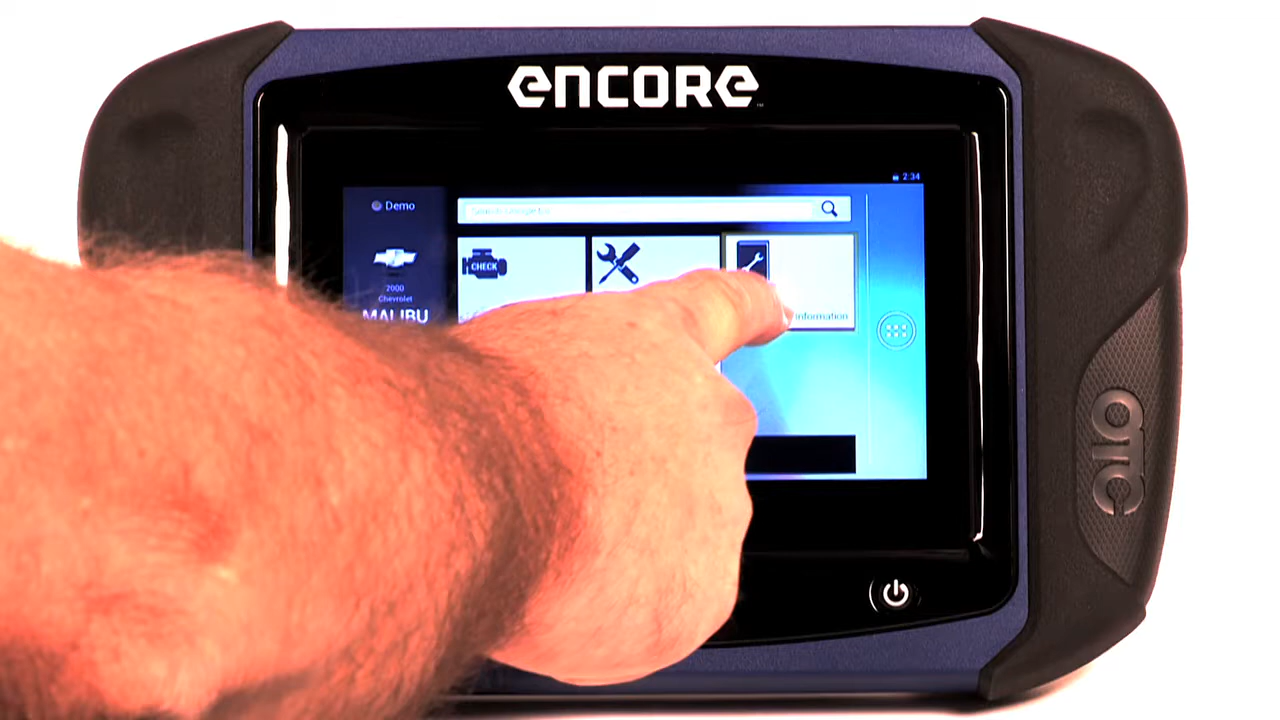 encore
2:34
Demo
CHECK
2000
Chevrolet
MALIBU
information
OTC